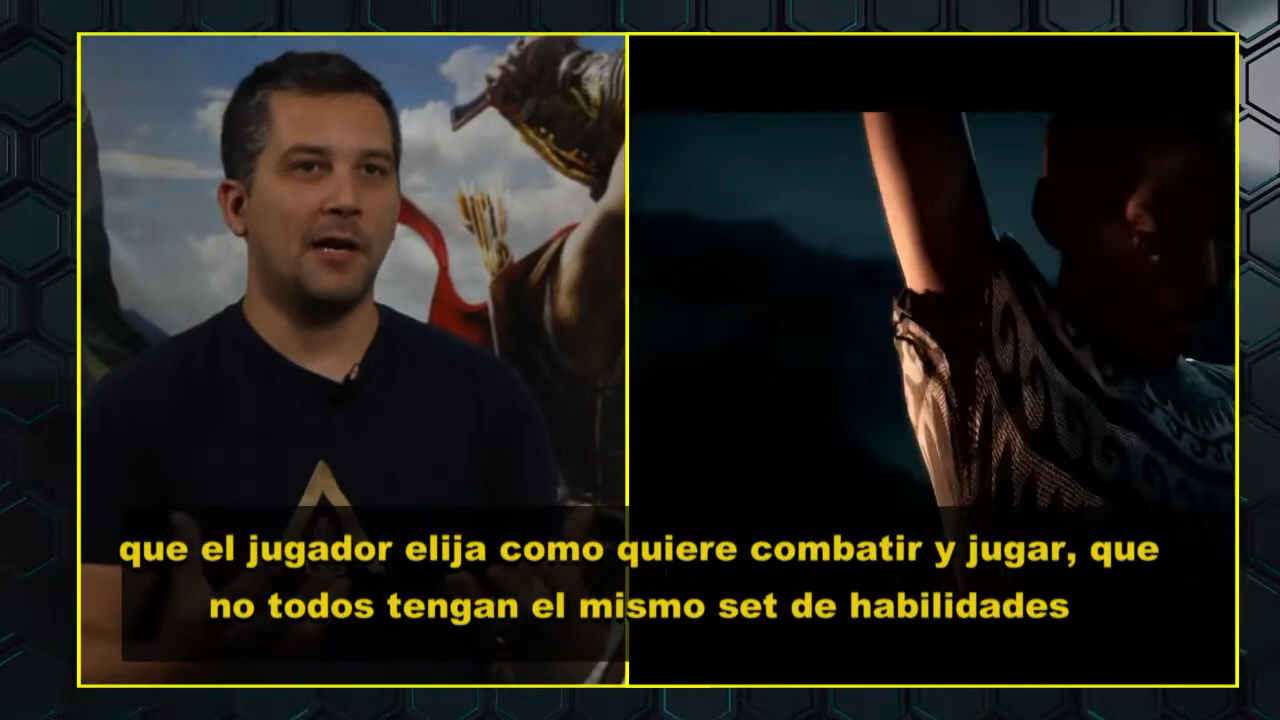 que el jugador elija como quiere combatir y jugar, que
no todos tengan el mismo set de habilidades